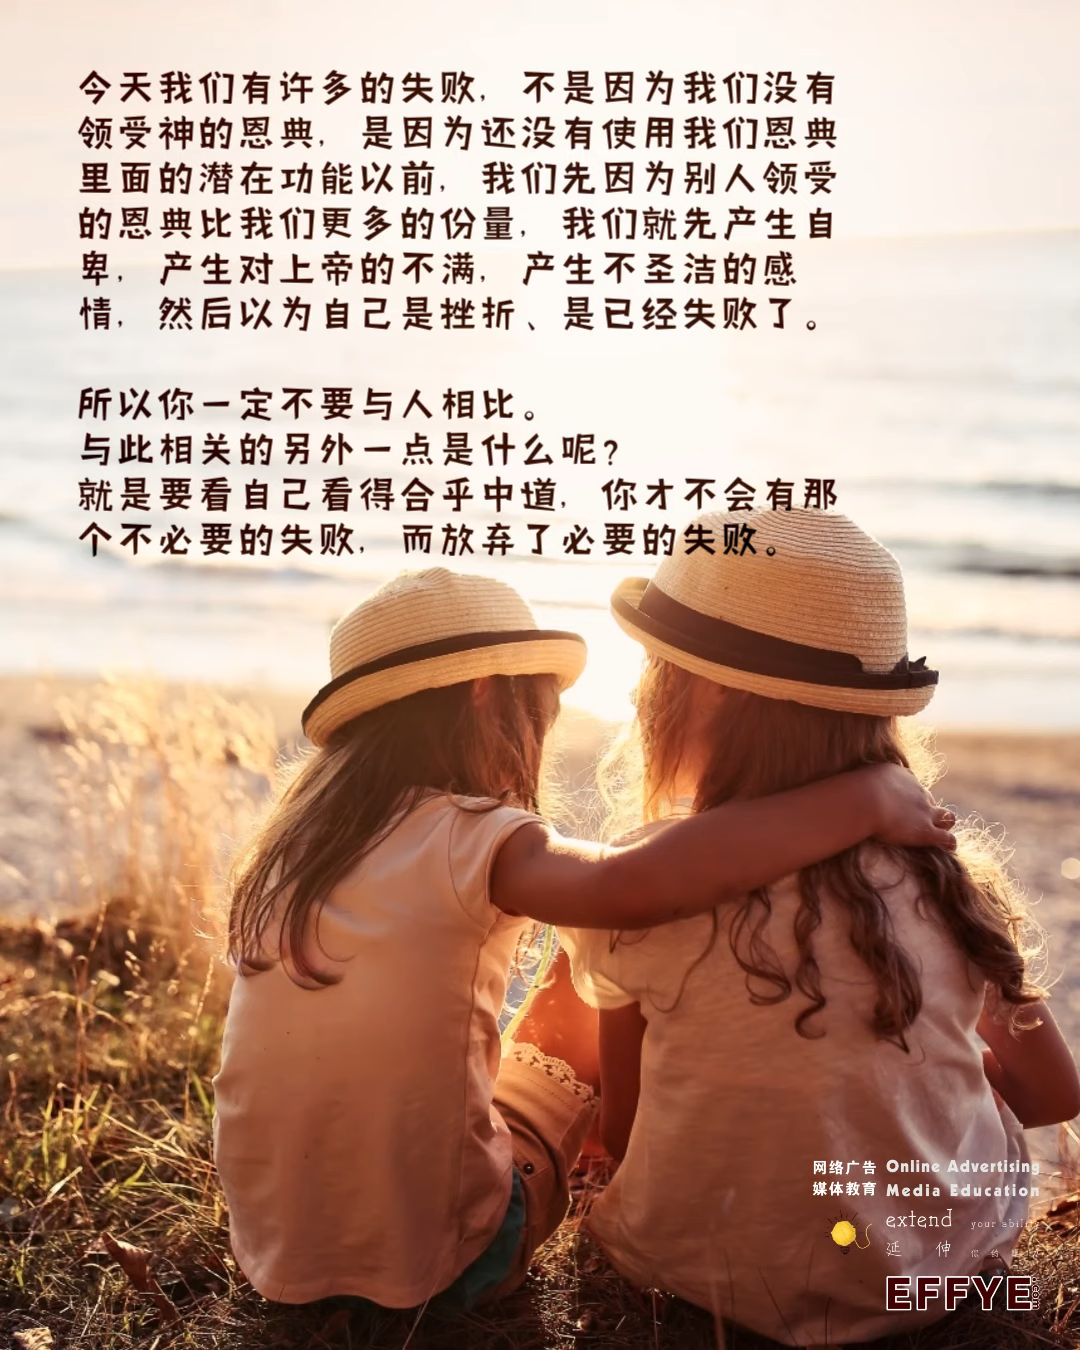 今天我们有许多的失败，不是因为我们没有
领受神的恩典，是因为还没有使用我们恩典
里面的潜在功能以前，我们先因为别人领受
的恩典比我们更多的份量，我们就先产生自
卑，产生对上帝的不满，产生不圣洁的感
情，然后以为自己是挫折、是已经失败了。
所以你一定不要与人相比。
与此相关的另外一点是什么呢？
就是要看自己看得合乎中道，你才不会有那
个不必要的失败，而放弃了必要的失败。
网络广告 Online Advertising
媒体教育 Media Education
extend your ability
延 伸 你 的
EFFYE